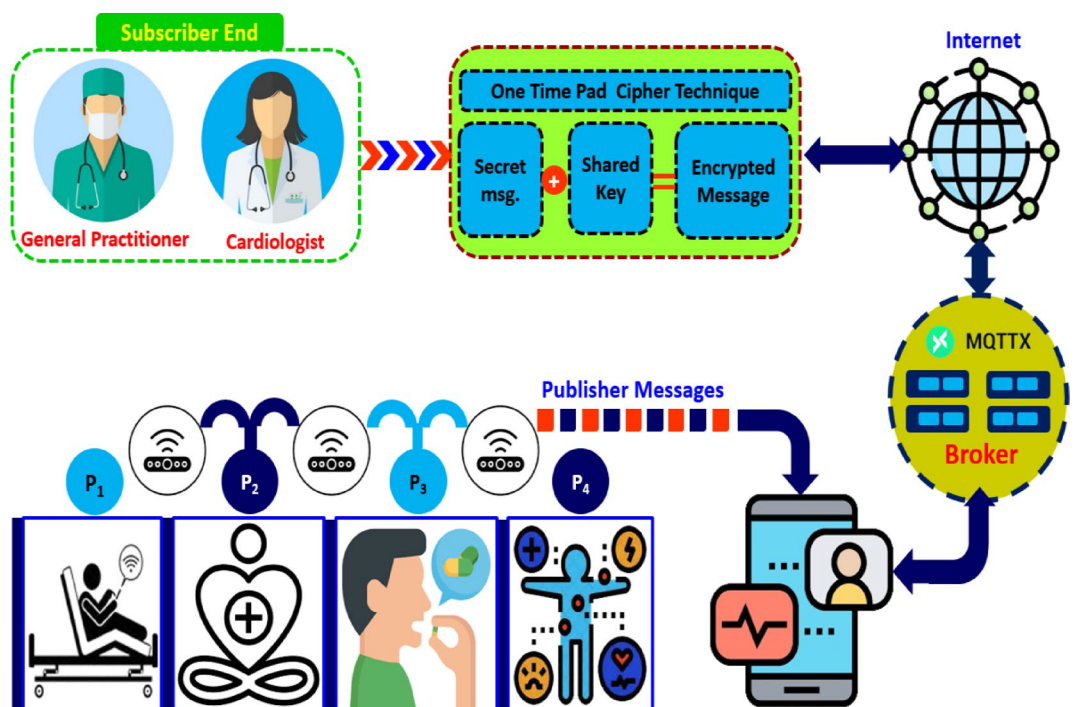 Subscriber End
General Practitioner
Cardiologist
One Time Pad Cipher Technique
Secret
msg.
+
Shared
Key
=
Encrypted
Message
Internet
MQTTX
Broker
Publisher Messages
P1
P2
P3
P4